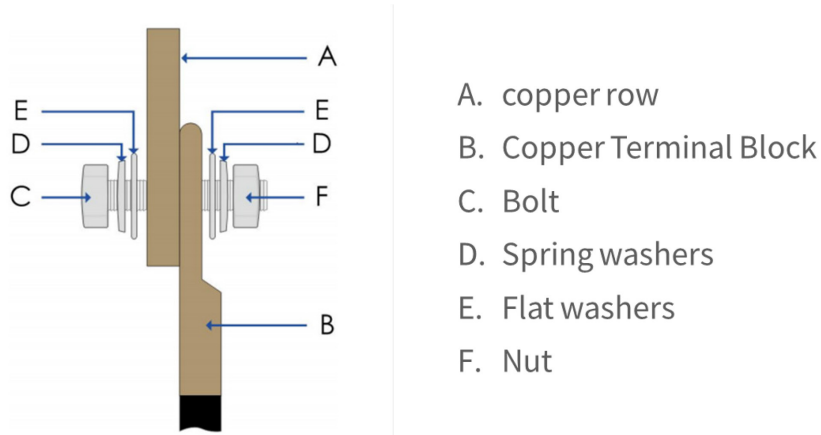 A
E
E
D
D
C
F
B
A. copper row
B. Copper Terminal Block
C. Bolt
D. Spring washers
E. Flat washers
F. Nut